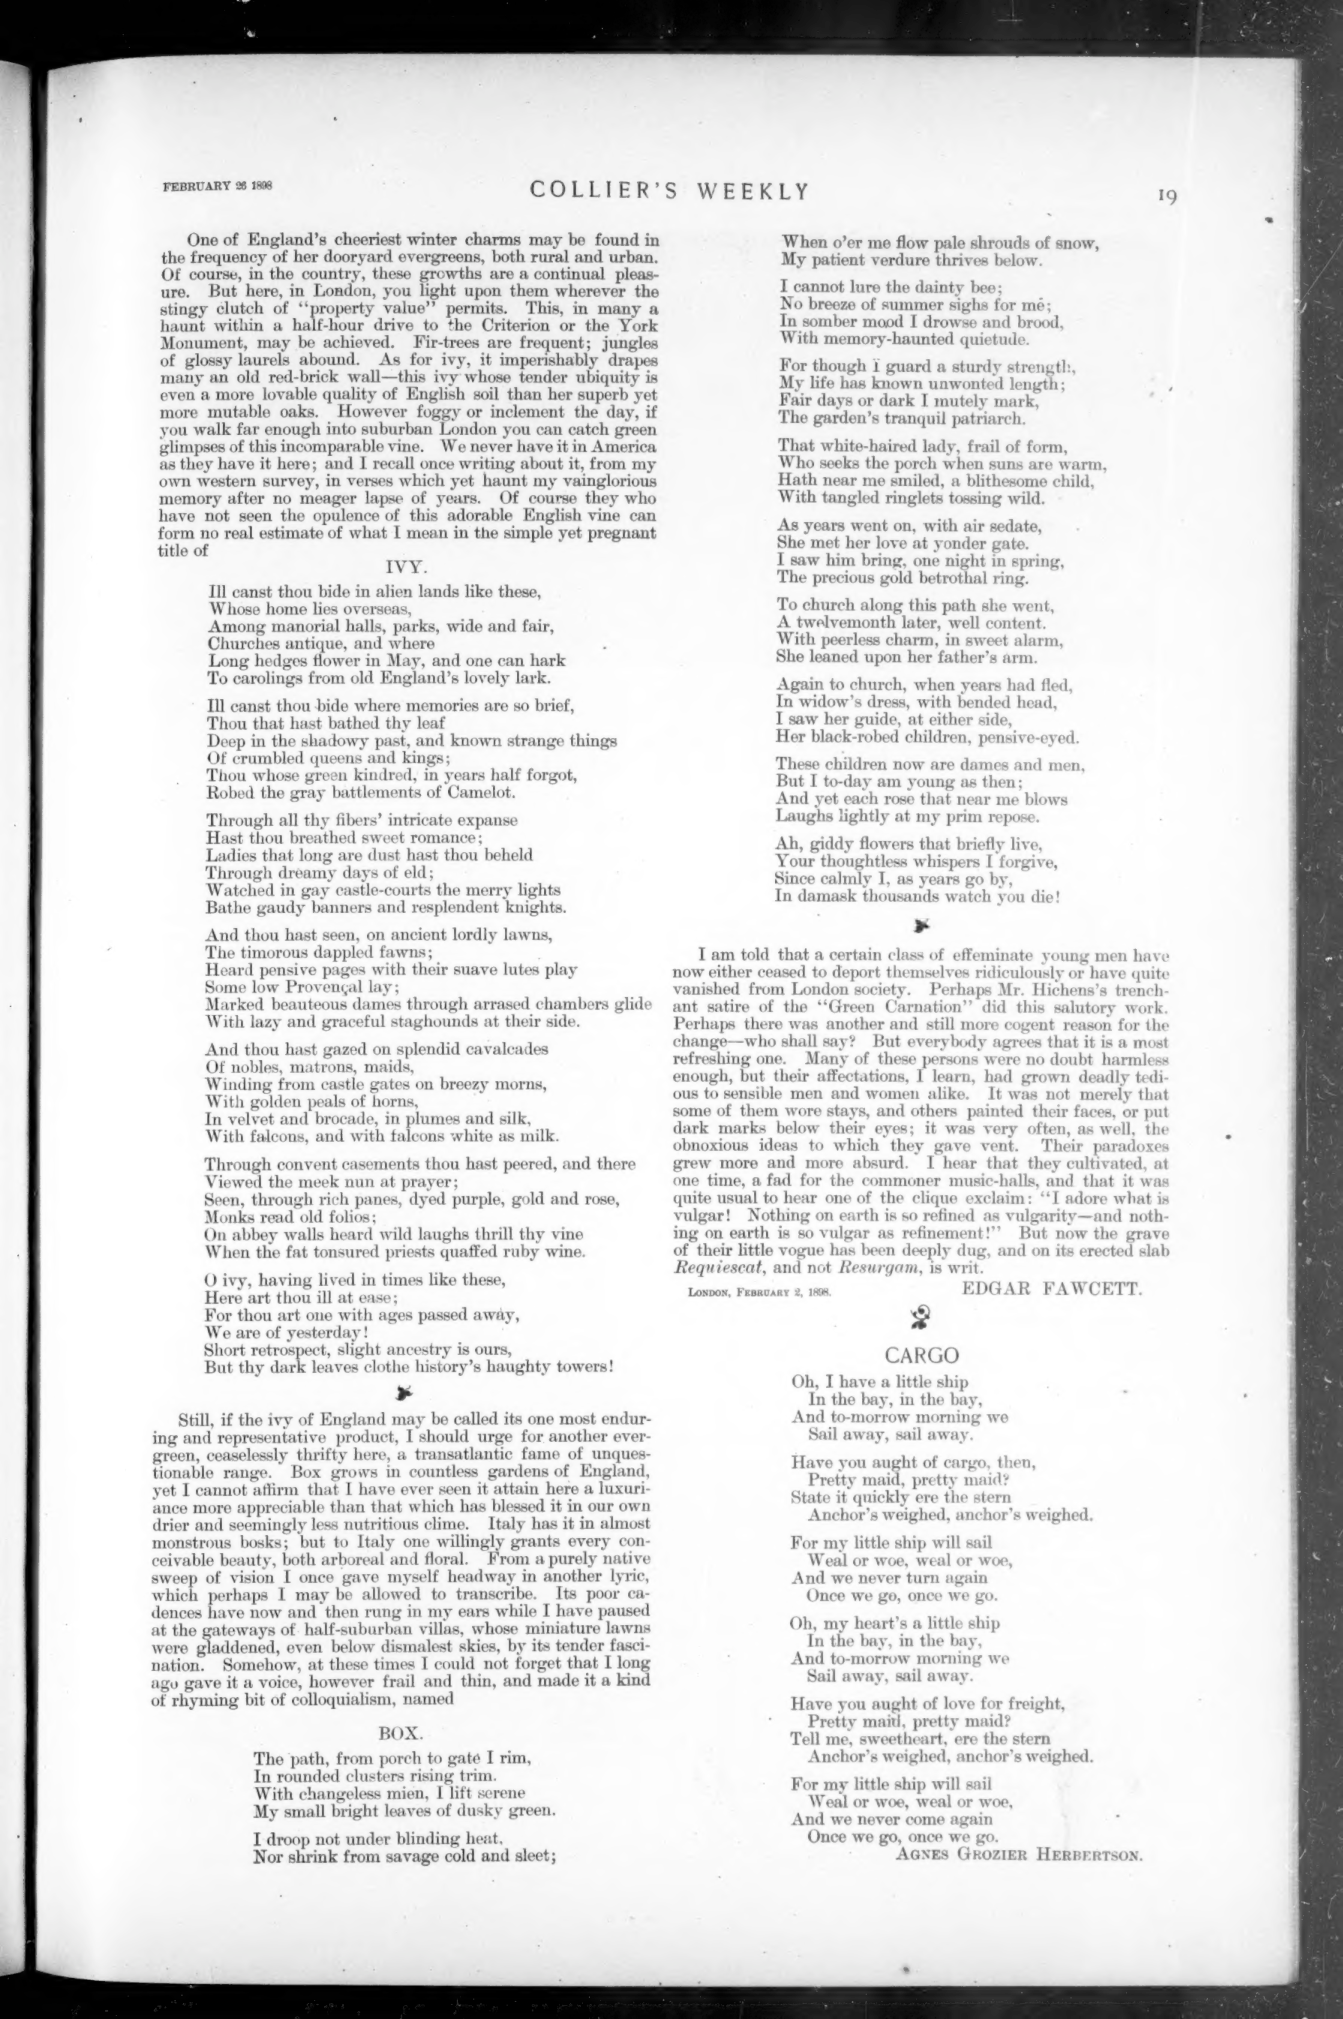 FEBRUARY 26 1898
COLLIER'S WEEKLY
19
One of England's cheeriest winter charms may be found in
the frequency of her dooryard evergreens, both rural and urban.
Of course, in the country, these growths are a continual pleas-
ure. But here, in London, you light upon them wherever the
stingy clutch of "property value" permits. This, in many a
haunt within a half-hour drive to the Criterion or the York
Monument, may be achieved. Fir-trees are frequent; jungles
of glossy laurels abound. As for ivy, it imperishably drapes
many an old red-brick wall—this ivy whose tender ubiquity is
even a more lovable quality of English soil than her superb yet
more mutable oaks. However foggy or inclement the day, if
you walk far enough into suburban London you can catch green
glimpses of this incomparable vine. We never have it in America
as they have it here; and I recall once writing about it, from my
own western survey, in verses which yet haunt my vainglorious
memory after no meager lapse of years. Of course they who
have not seen the opulence of this adorable English vine can
form no real estimate of what I mean in the simple yet pregnant
title of
IVY.
Ill canst thou bide in alien lands like these,
Whose home lies overseas,
Among manorial halls, parks, wide and fair,
Churches antique, and where
Long hedges flower in May, and one can hark
To carolings from old England's lovely lark.
Ill canst thou bide where memories are so brief,
Thou that hast bathed thy leaf
Deep in the shadowy past, and known strange things
Of crumbled queens and kings;
Thou whose green kindred, in years half forgot,
Robed the gray battlements of Camelot.
Through all thy fibers' intricate expanse
Hast thou breathed sweet romance;
Ladies that long are dust hast thou beheld
Through dreamy days of eld;
Watched in gay castle-courts the merry lights
Bathe gaudy banners and resplendent knights.
And thou hast seen, on ancient lordly lawns,
The timorous dappled fawns;
Heard pensive pages with their suave lutes play
Some low Provençal lay;
Marked beauteous dames through arrased chambers glide
With lazy and graceful staghounds at their side.
And thou hast gazed on splendid cavalcades
Of nobles, matrons, maids,
Winding from castle gates on breezy morns,
With golden peals of horns,
In velvet and brocade, in plumes and silk,
With falcons, and with falcons white as milk.
Through convent casements thou hast peered, and there
Viewed the meek nun at prayer;
Seen, through rich panes, dyed purple, gold and rose,
Monks read old folios;
On abbey walls heard wild laughs thrill thy vine
When the fat tonsured priests quaffed ruby wine.
O ivy, having lived in times like these,
Here art thou ill at ease;
For thou art one with ages passed away,
We are of yesterday!
Short retrospect, slight ancestry is ours,
But thy dark leaves clothe history's haughty towers!
Still, if the ivy of England may be called its one most endur-
ing and representative product, I should urge for another ever-
green, ceaselessly thrifty here, a transatlantic fame of unques-
tionable range. Box grows in countless gardens of England,
yet I cannot affirm that I have ever seen it attain here a luxuri-
ance more appreciable than that which has blessed it in our own
drier and seemingly less nutritious clime. Italy has it in almost
monstrous bosks; but to Italy one willingly grants every con-
ceivable beauty, both arboreal and floral. From a purely native
sweep of vision I once gave myself headway in another lyric,
which perhaps I may be allowed to transcribe. Its poor ca-
dences have now and then rung in my ears while I have paused
at the gateways of half-suburban villas, whose miniature lawns
were gladdened, even below dismalest skies, by its tender fasci-
nation. Somehow, at these times I could not forget that I long
ago gave it a voice, however frail and thin, and made it a kind
of rhyming bit of colloquialism, named
BOX.
The path, from porch to gate I rim,
In rounded clusters rising trim.
With changeless mien, I lift serene
My small bright leaves of dusky green.
I droop not under blinding heat,
Nor shrink from savage cold and sleet;
When o'er me flow pale shrouds of snow,
My patient verdure thrives below.
I cannot lure the dainty bee;
No breeze of summer sighs for me;
In somber mood I drowse and brood,
With memory-haunted quietude.
For though I guard a sturdy strength,
My life has known unwonted length;
Fair days or dark I mutely mark,
The garden's tranquil patriarch.
That white-haired lady, frail of form,
Who seeks the porch when suns are warm,
Hath near me smiled, a blithesome child,
With tangled ringlets tossing wild.
As years went on, with air sedate,
She met her love at yonder gate.
I saw him bring, one night in spring,
The precious gold betrothal ring.
To church along this path she went,
A twelvemonth later, well content.
With peerless charm, in sweet alarm,
She leaned upon her father's arm.
Again to church, when years had fled,
In widow's dress, with bended head,
I saw her guide, at either side,
Her black-robed children, pensive-eyed.
These children now are dames and men,
But I to-day am young as then;
And yet each rose that near me blows
Laughs lightly at my prim repose.
Ah, giddy flowers that briefly live,
Your thoughtless whispers I forgive,
Since calmly I, as years go by,
In damask thousands watch you die!
I am told that a certain class of effeminate young men have
now either ceased to deport themselves ridiculously or have quite
vanished from London society. Perhaps Mr. Hichens's trench-
ant satire of the "Green Carnation" did this salutory work.
Perhaps there was another and still more cogent reason for the
change—who shall say? But everybody agrees that it is a most
refreshing one. Many of these persons were no doubt harmless
enough, but their affectations, I learn, had grown deadly tedi-
ous to sensible men and women alike. It was not merely that
some of them wore stays, and others painted their faces, or put
dark marks below their eyes; it was very often, as well, the
obnoxious ideas to which they gave vent. Their paradoxes
grew more and more absurd. I hear that they cultivated, at
one time, a fad for the commoner music-halls, and that it was
quite usual to hear one of the clique exclaim: "I adore what is
vulgar! Nothing on earth is so refined as vulgarity—and noth-
ing on earth is so vulgar as refinement!" But now the grave
of their little vogue has been deeply dug, and on its erected slab
Requiescat, and not Resurgam, is writ.
LONDON, FEBRUARY 2, 1898. EDGAR FAWCETT.
CARGO
Oh, I have a little ship
In the bay, in the bay,
And to-morrow morning we
Sail away, sail away.
Have you aught of cargo, then,
Pretty maid, pretty maid?
State it quickly ere the stern
Anchor's weighed, anchor's weighed.
For my little ship will sail
Weal or woe, weal or woe,
And we never turn again
Once we go, once we go.
Oh, my heart's a little ship
In the bay, in the bay,
And to-morrow morning we
Sail away, sail away.
Have you aught of love for freight,
Pretty maid, pretty maid?
Tell me, sweetheart, ere the stern
Anchor's weighed, anchor's weighed.
For my little ship will sail
Weal or woe, weal or woe,
And we never come again
Once we go, once we go.
AGNES GROZIER HERBERTSON.